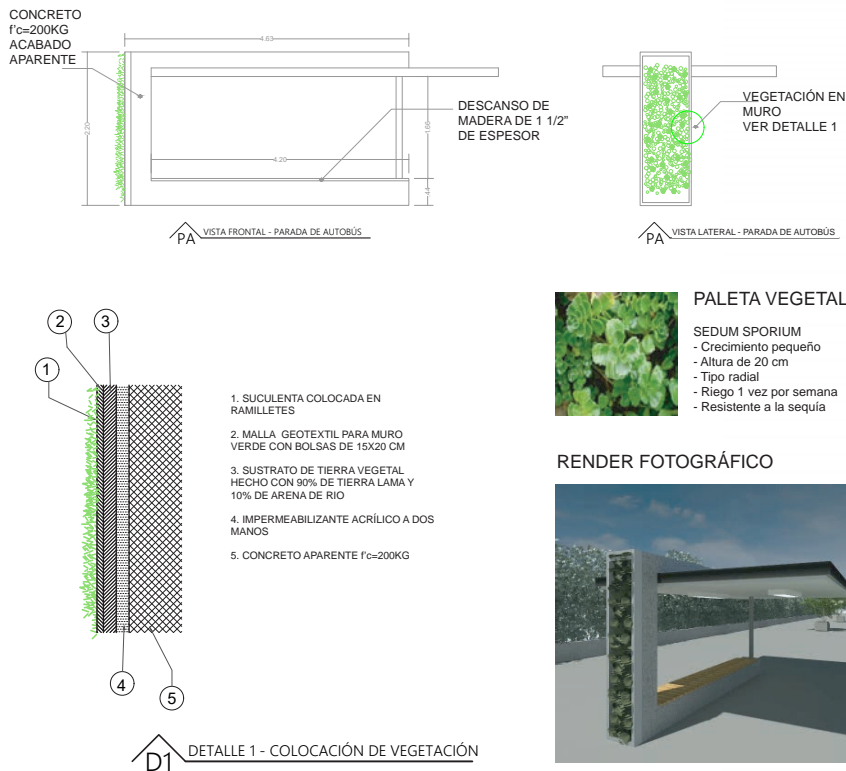 CONCRETO
f'c=200KG
ACABADO
APARENTE
4.63
2.20
4.20
1.60
.44
DESCANSO DE
MADERA DE 1 1/2"
DE ESPESOR
PA
VISTA FRONTAL - PARADA DE AUTOBÚS
VEGETACIÓN EN
MURO
VER DETALLE 1
PA
VISTA LATERAL - PARADA DE AUTOBÚS
1
2
3
4
5
1. SUCULENTA COLOCADA EN
RAMILLETES
2. MALLA GEOTEXTIL PARA MURO
VERDE CON BOLSAS DE 15X20 CM
3. SUSTRATO DE TIERRA VEGETAL
HECHO CON 90% DE TIERRA LAMA Y
10% DE ARENA DE RIO
4. IMPERMEABILIZANTE ACRÍLICO A DOS
MANOS
5. CONCRETO APARENTE f'c=200KG
D1
DETALLE 1 - COLOCACIÓN DE VEGETACIÓN
PALETA VEGETAL
SEDUM SPORIUM
- Crecimiento pequeño
- Altura de 20 cm
- Tipo radial
- Riego 1 vez por semana
- Resistente a la sequía
RENDER FOTOGRÁFICO